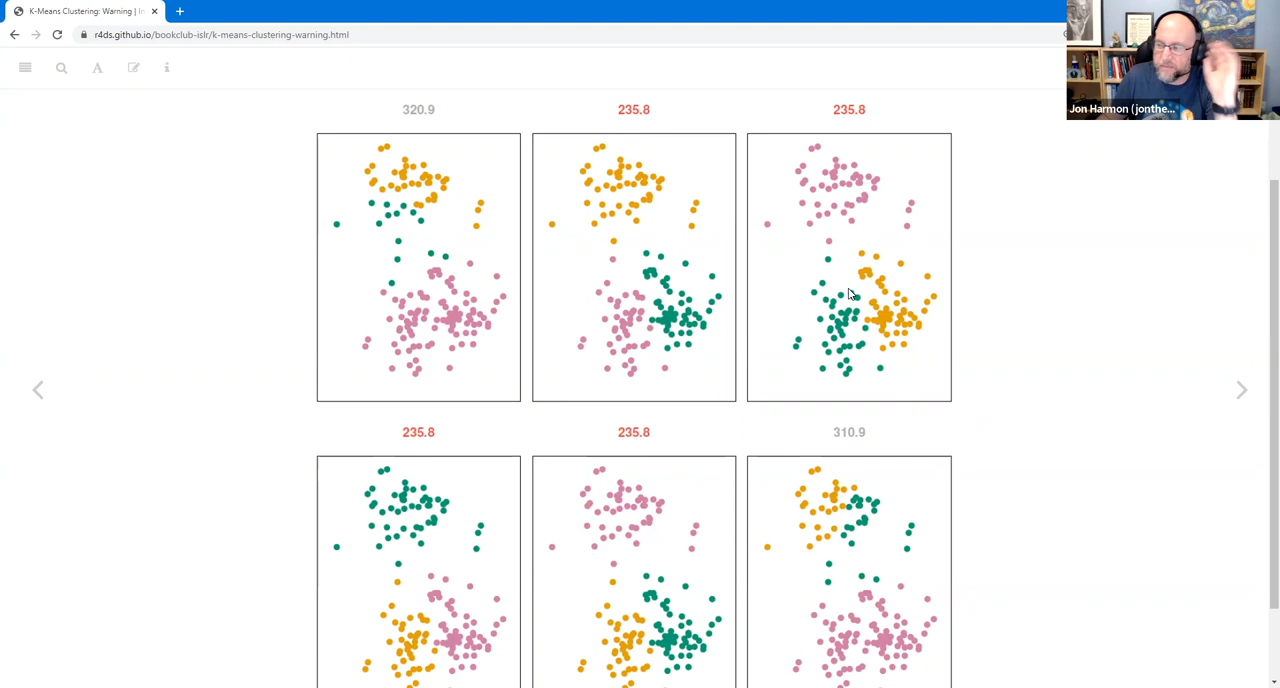 K-Means Clustering: Warning | In
r4ds.github.io/bookclub-islr/k-means-clustering-warning.html
Jon Harmon (jonthe...
320.9
235.8
235.8
235.8
235.8
310.9